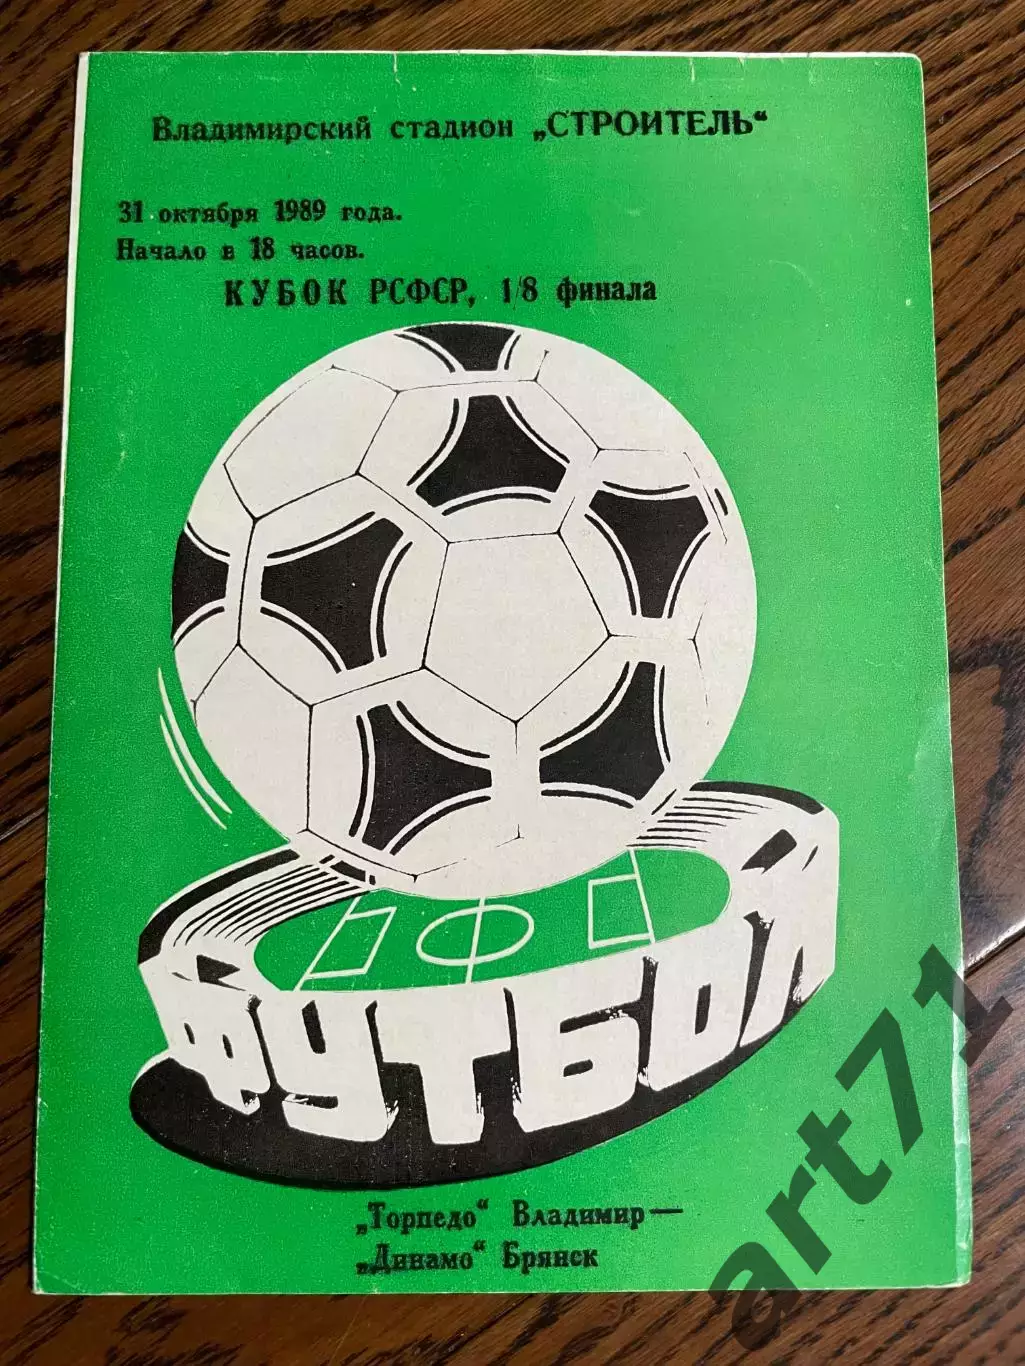 Владимирский стадион „СТРОИТЕЛЬ“
31 октября 1989 года.
Начало в 18 часов.
КУБОК РСФСР, 1/8 финала
ФУТБОЛ
„Торпедо“ Владимир—
„Динамо“ Брянск
art71